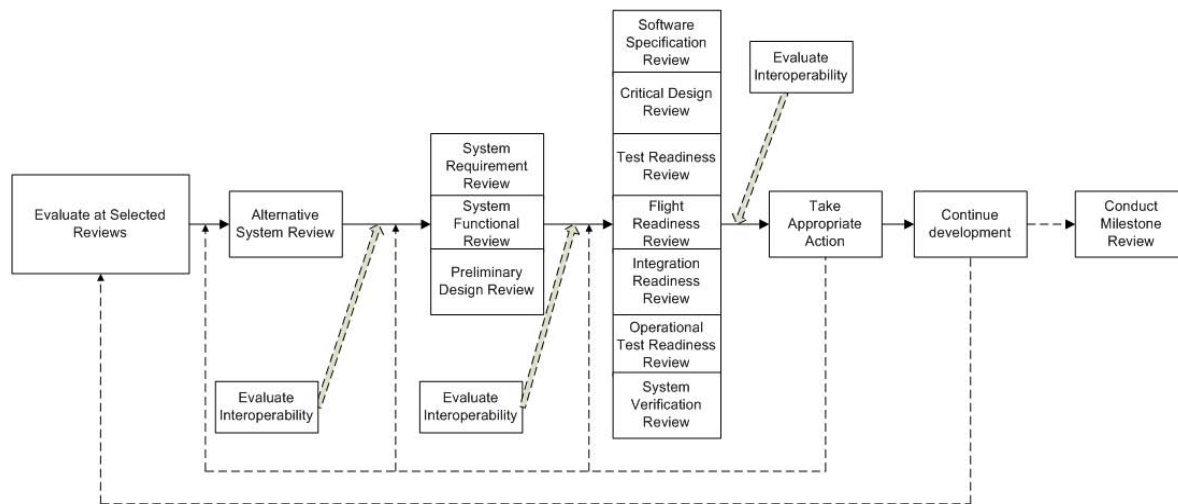 Evaluate at Selected
Reviews
Alternative
System Review
Evaluate
Interoperability
System
Requirement
Review
System
Functional
Review
Preliminary
Design Review
Evaluate
Interoperability
Software
Specification
Review
Critical Design
Review
Test Readiness
Review
Flight
Readiness
Review
Integration
Readiness
Review
Operational
Test Readiness
Review
System
Verification
Review
Evaluate
Interoperability
Take
Appropriate
Action
Continue
development
Conduct
Milestone
Review